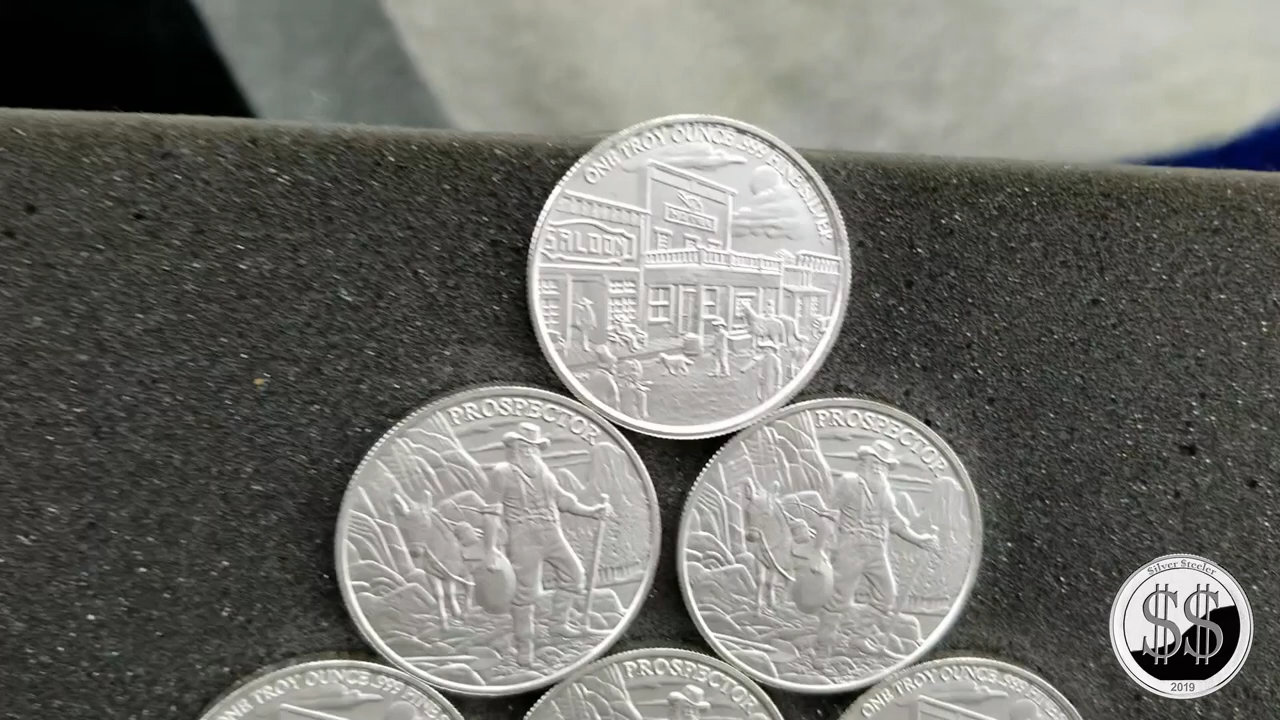 ONE TROY OUNCE .999 FINE SILVER
SALOON
PROSPECTOR
PROSPECTOR
ONE TROY OUNCE .999 FINE S
PROSPECTOR
ONE TROY OUNCE .999
Silver Steeler
$$
2019